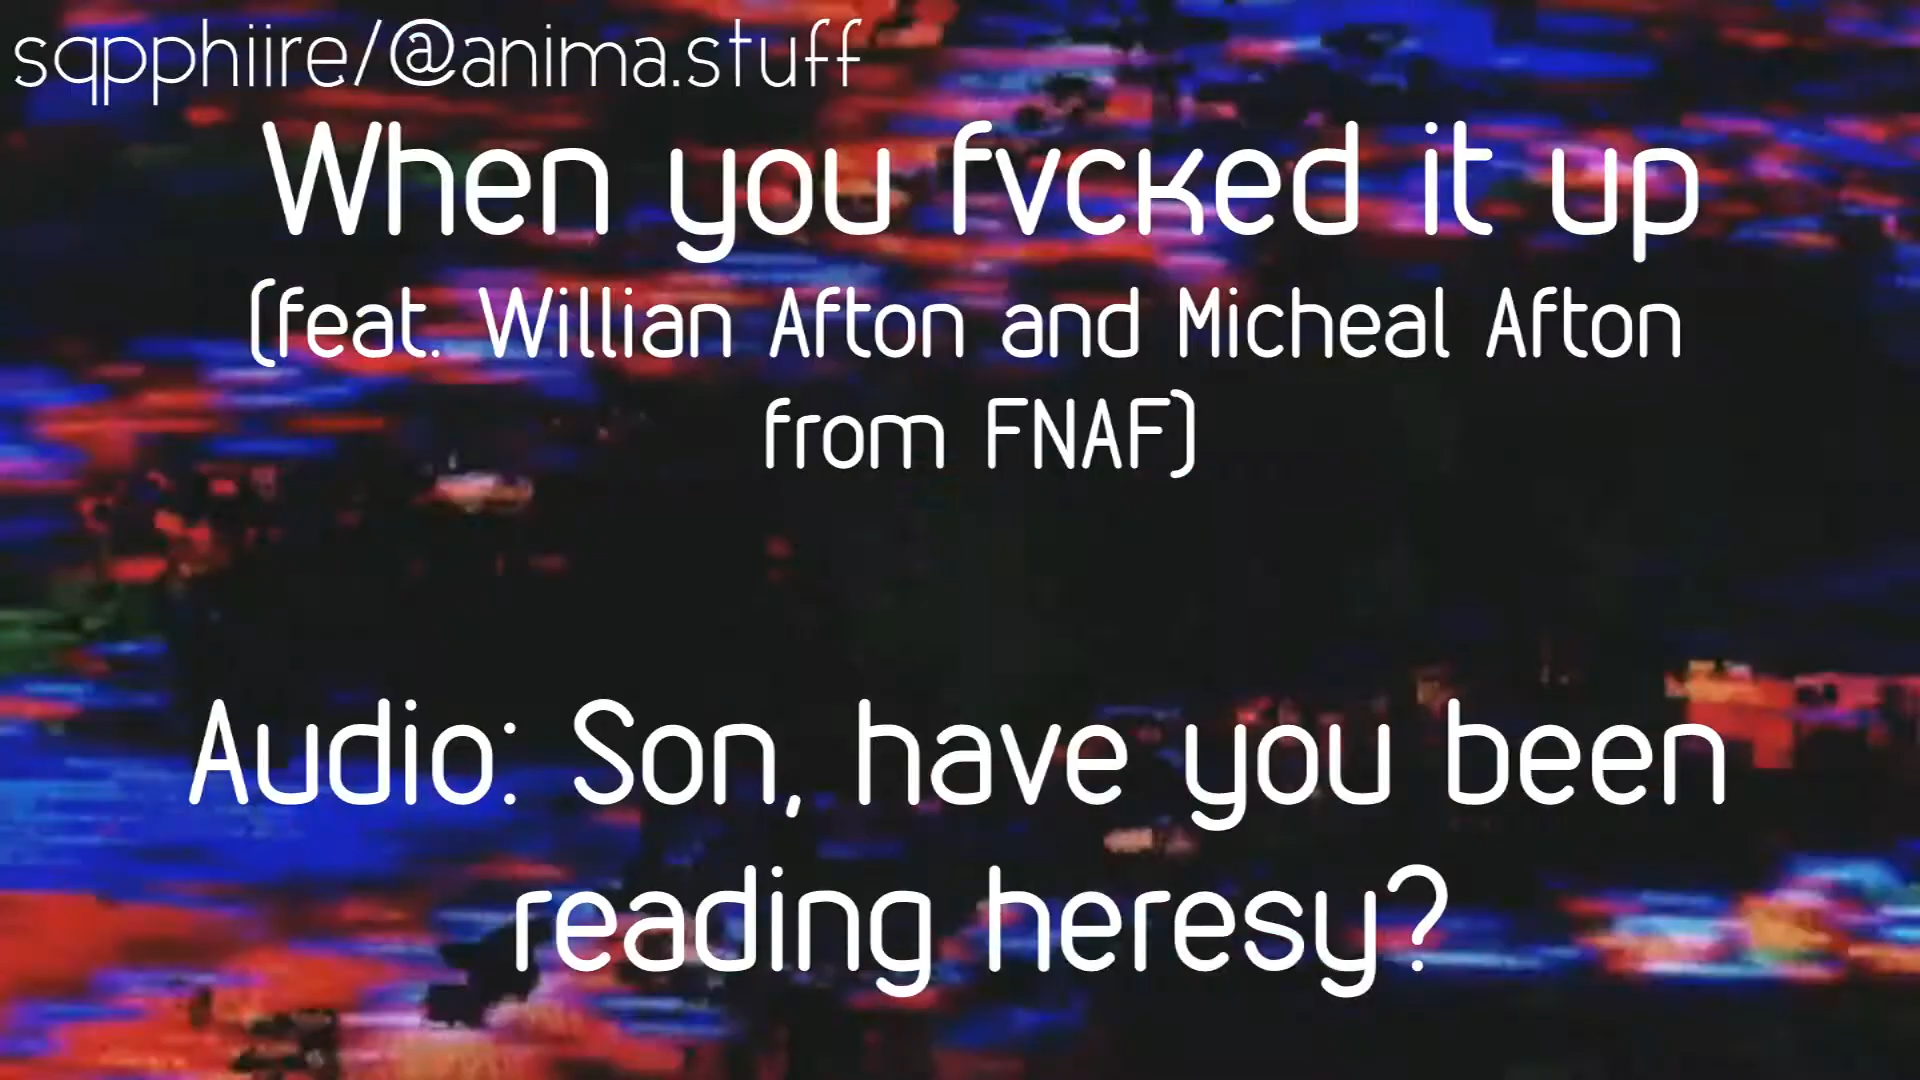 sqpphiire/@anima.stuff
When you fvcked it up
(feat. Willian Afton and Micheal Afton
from FNAF)
Audio: Son, have you been
reading heresy?